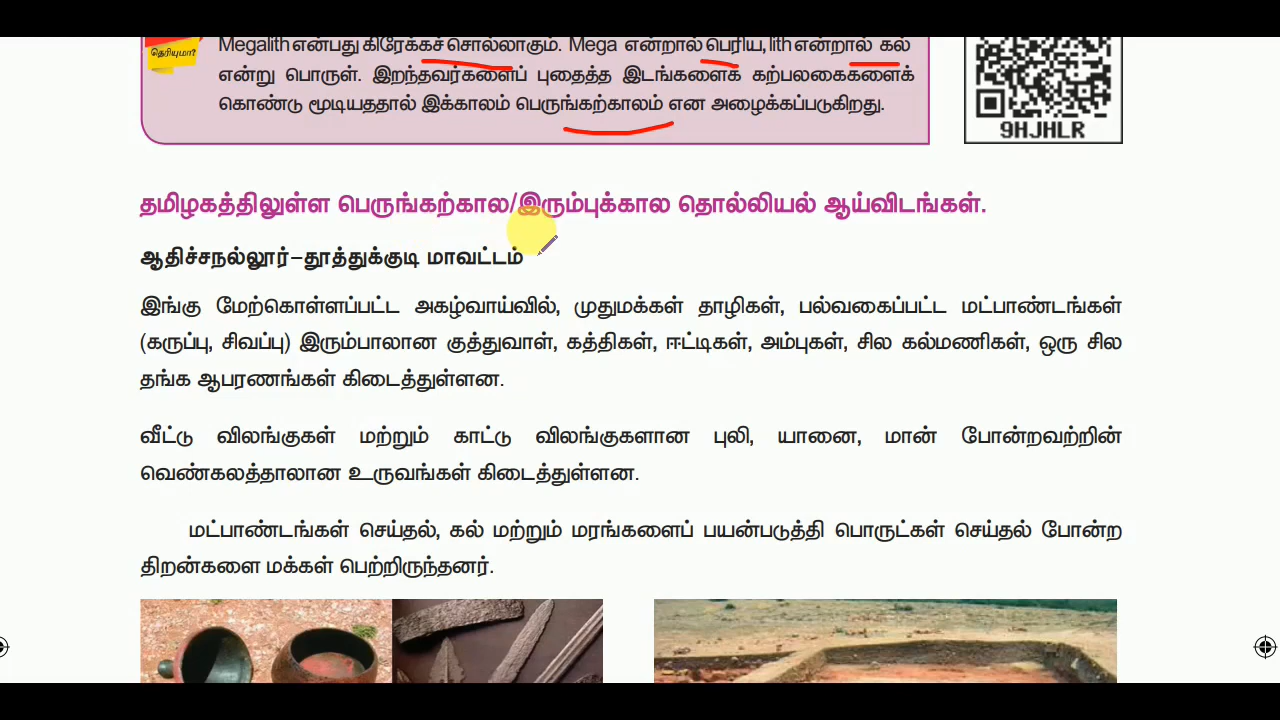 தெரியுமா?
Megalith என்பது கிரேக்கச் சொல்லாகும். Mega என்றால் பெரிய, lith என்றால் கல்
என்று பொருள். இறந்தவர்களைப் புதைத்த இடங்களைக் கற்பலகைகளைக்
கொண்டு மூடியததால் இக்காலம் பெருங்கற்காலம் என அழைக்கப்படுகிறது.
9HJHLR
தமிழகத்திலுள்ள பெருங்கற்கால/இரும்புக்கால தொல்லியல் ஆய்விடங்கள்.
ஆதிச்சநல்லூர்–தூத்துக்குடி மாவட்டம்
இங்கு மேற்கொள்ளப்பட்ட அகழ்வாய்வில், முதுமக்கள் தாழிகள், பல்வகைப்பட்ட மட்பாண்டங்கள்
(கருப்பு, சிவப்பு) இரும்பாலான குத்துவாள், கத்திகள், ஈட்டிகள், அம்புகள், சில கல்மணிகள், ஒரு சில
தங்க ஆபரணங்கள் கிடைத்துள்ளன.
வீட்டு விலங்குகள் மற்றும் காட்டு விலங்குகளான புலி, யானை, மான் போன்றவற்றின்
வெண்கலத்தாலான உருவங்கள் கிடைத்துள்ளன.
மட்பாண்டங்கள் செய்தல், கல் மற்றும் மரங்களைப் பயன்படுத்தி பொருட்கள் செய்தல் போன்ற
திறன்களை மக்கள் பெற்றிருந்தனர்.